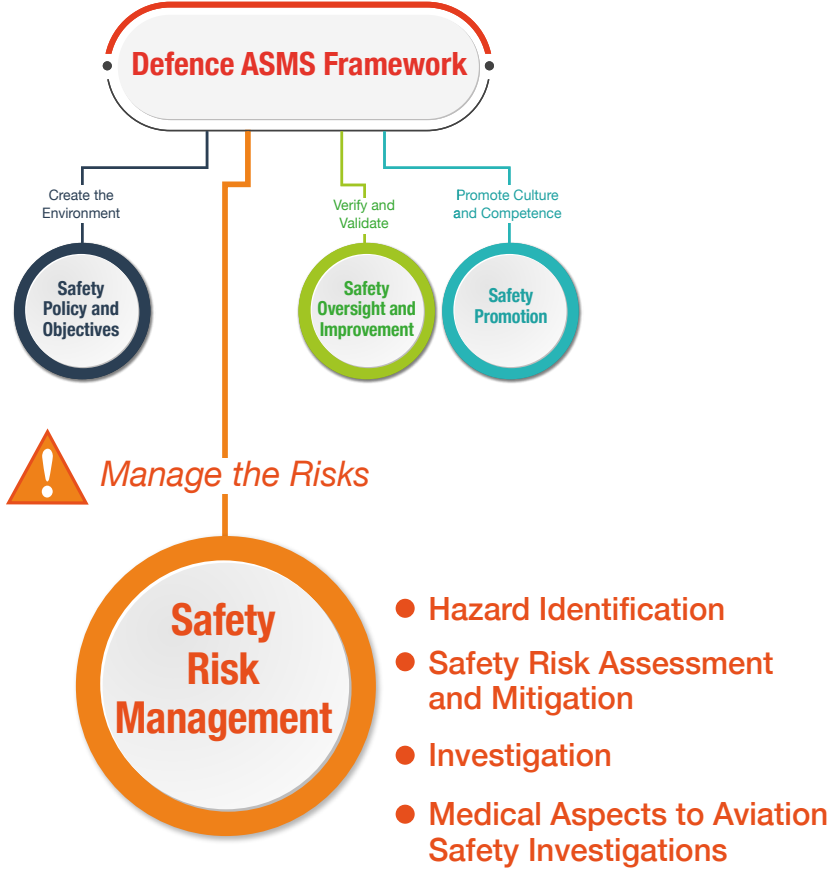 Defence ASMS Framework
Create the
Environment
Safety
Policy and
Objectives
Verify and
Validate
Safety
Oversight and
Improvement
Promote Culture
and Competence
Safety
Promotion
!
Manage the Risks
Safety
Risk
Management
● Hazard Identification
● Safety Risk Assessment
and Mitigation
● Investigation
● Medical Aspects to Aviation
Safety Investigations